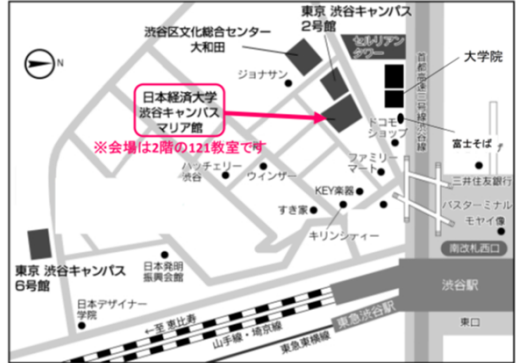 東京 渋谷キャンパス
2号館
渋谷区文化総合センター
大和田
セルリアン
タワー
首都高速三号線渋谷線
大学院
N
ジョナサン
日本経済大学
渋谷キャンパス
マリア館
※会場は2階の121教室です
ドコモ
ショップ
富士そば
ハッチェリー
渋谷
ウィンザー
ファミリー
マート
三井住友銀行
KEY楽器
バスターミナル
モヤイ像
すき家
キリンシティー
南改札西口
東京 渋谷キャンパス
6号館
日本発明
振興会館
渋谷駅
日本デザイナー
学院
←至 恵比寿
山手線・埼京線
東急渋谷駅
東急東横線
東口